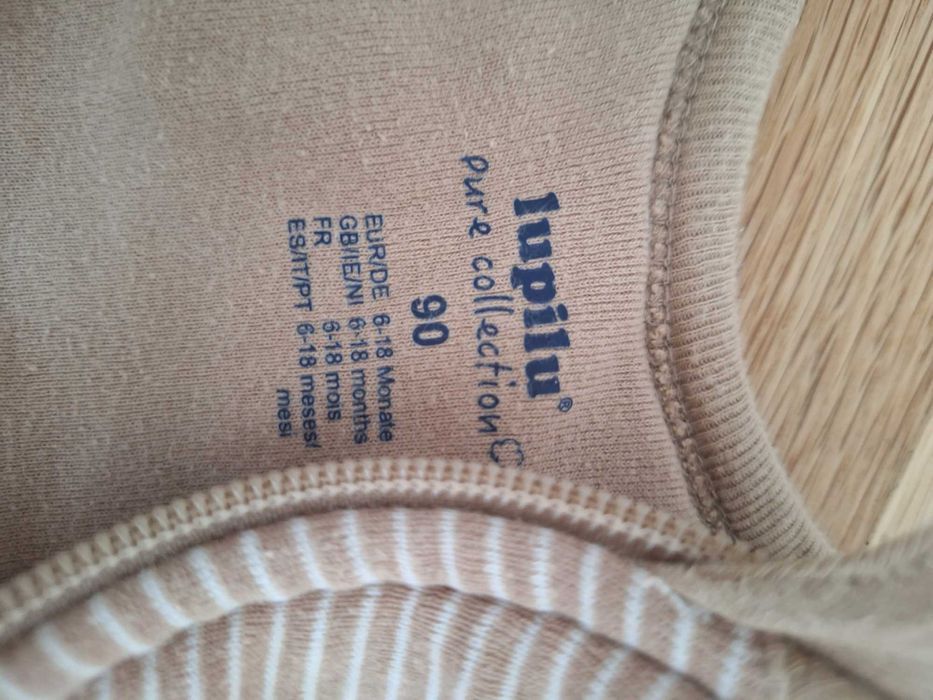 lupilu®
pure collection
90
EUR/DE 6-18 Monate
GB/IE/NI 6-18 months
FR 6-18 mois
ES/IT/PT 6-18 meses/
mesi